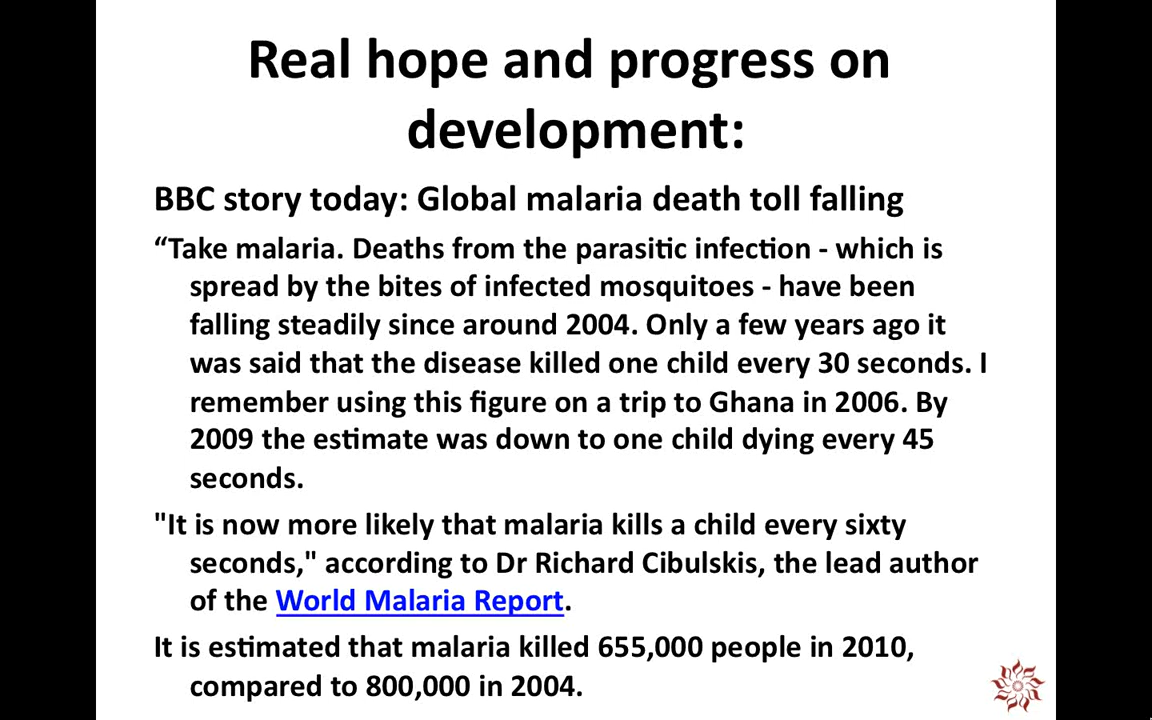 Real hope and progress on
development:
BBC story today: Global malaria death toll falling
“Take malaria. Deaths from the parasitic infection - which is
spread by the bites of infected mosquitoes - have been
falling steadily since around 2004. Only a few years ago it
was said that the disease killed one child every 30 seconds. I
remember using this figure on a trip to Ghana in 2006. By
2009 the estimate was down to one child dying every 45
seconds.
"It is now more likely that malaria kills a child every sixty
seconds," according to Dr Richard Cibulskis, the lead author
of the World Malaria Report.
It is estimated that malaria killed 655,000 people in 2010,
compared to 800,000 in 2004.